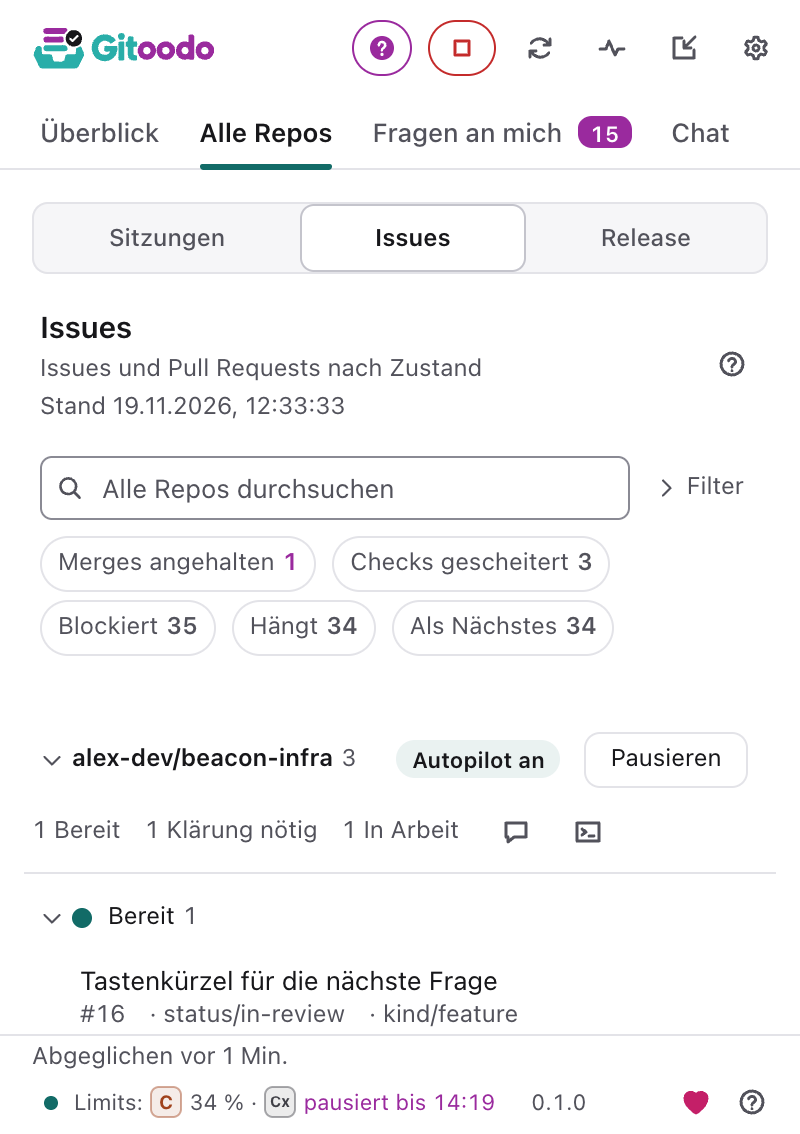 Gitoodo
Überblick Alle Repos Fragen an mich 15 Chat
Sitzungen Issues Release
Issues
Issues und Pull Requests nach Zustand
Stand 19.11.2026, 12:33:33
Alle Repos durchsuchen Filter
Merges angehalten 1 Checks gescheitert 3
Blockiert 35 Hängt 34 Als Nächstes 34
alex-dev/beacon-infra 3 Autopilot an Pausieren
1 Bereit 1 Klärung nötig 1 In Arbeit
Bereit 1
Tastenkürzel für die nächste Frage
#16 · status/in-review · kind/feature
Abgeglichen vor 1 Min.
Limits: C 34 % · Cx pausiert bis 14:19 0.1.0